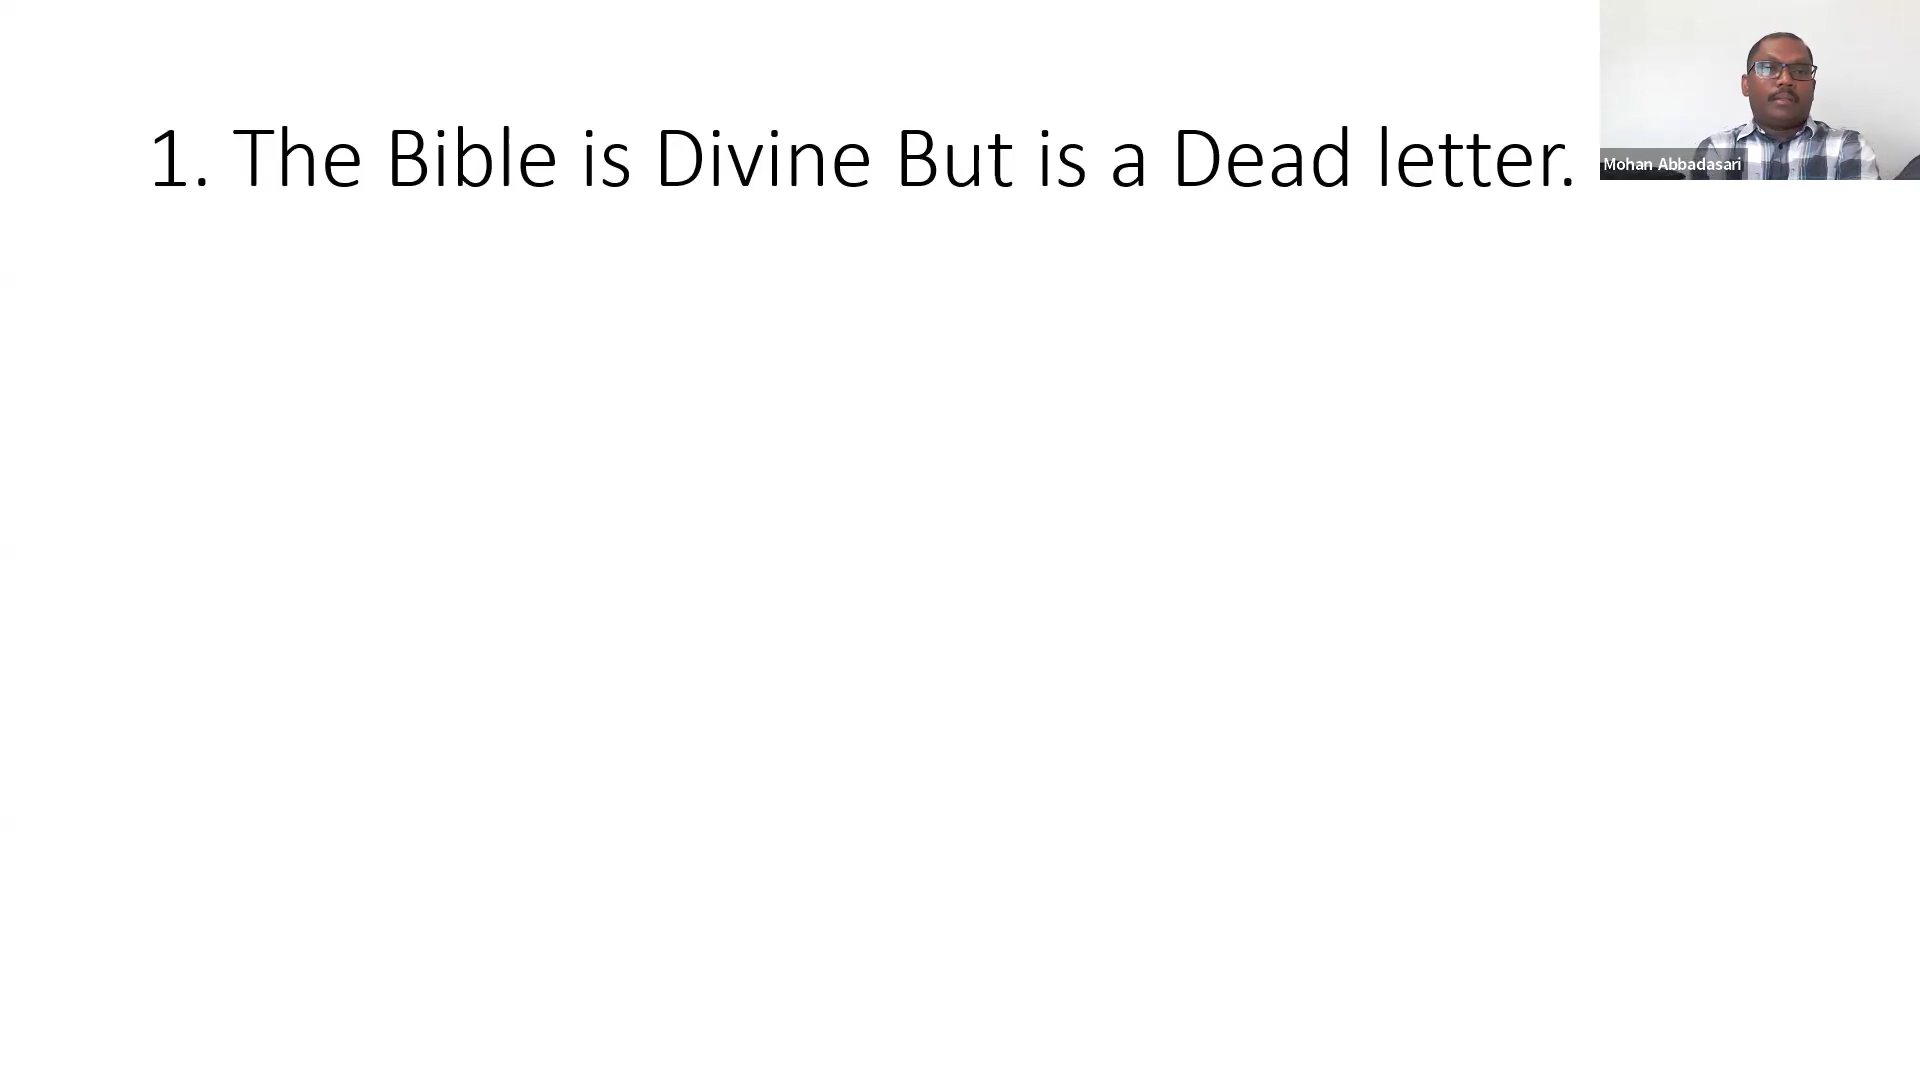 1. The Bible is Divine But is a Dead letter.
Mohan Abbadasari